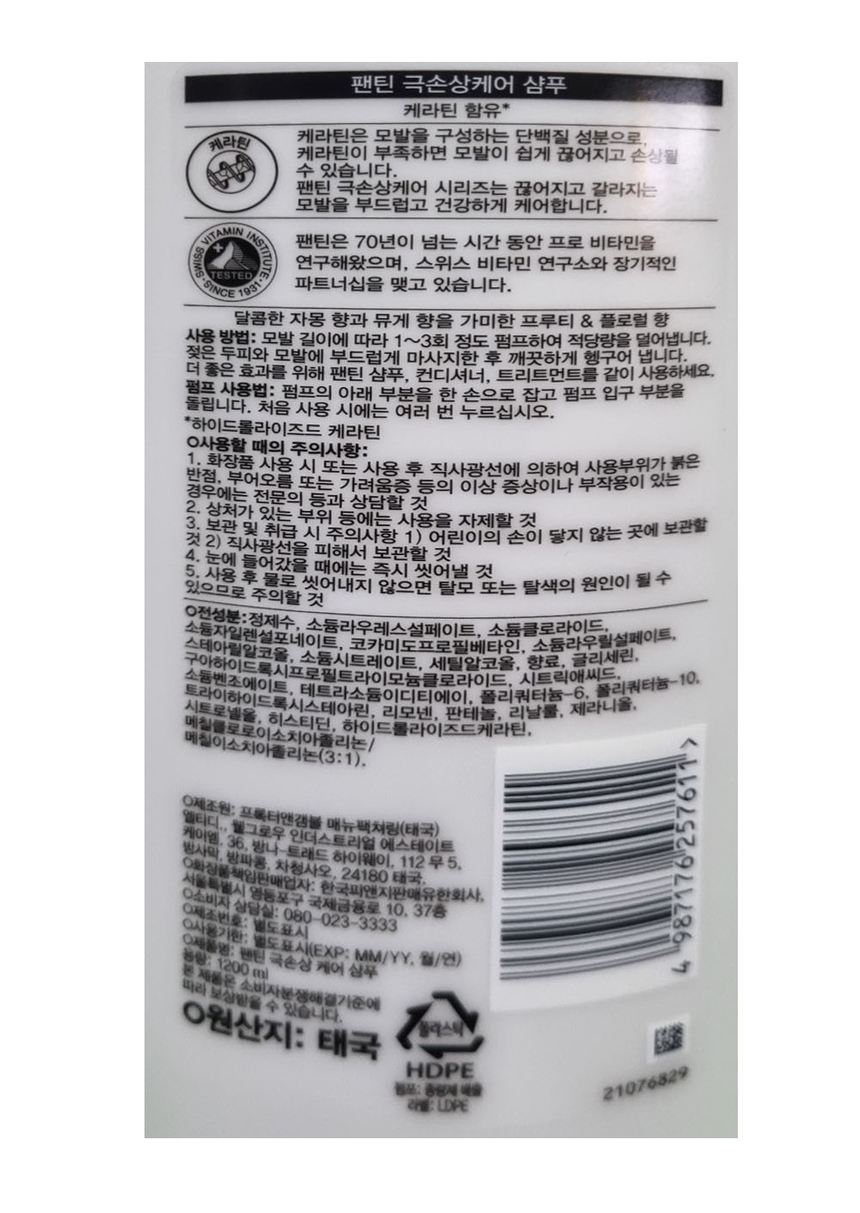 팬틴 극손상케어 샴푸
케라틴 함유*
케라틴
케라틴은 모발을 구성하는 단백질 성분으로,
케라틴이 부족하면 모발이 쉽게 끊어지고 손상될
수 있습니다.
팬틴 극손상케어 시리즈는 끊어지고 갈라지는
모발을 부드럽고 건강하게 케어합니다.
SWISS VITAMIN INSTITUTE
TESTED
SINCE 1931
팬틴은 70년이 넘는 시간 동안 프로 비타민을
연구해왔으며, 스위스 비타민 연구소와 장기적인
파트너십을 맺고 있습니다.
달콤한 자몽 향과 뮤게 향을 가미한 프루티 & 플로럴 향
사용 방법: 모발 길이에 따라 1~3회 정도 펌프하여 적당량을 덜어냅니다.
젖은 두피와 모발에 부드럽게 마사지한 후 깨끗하게 헹구어 냅니다.
더 좋은 효과를 위해 팬틴 샴푸, 컨디셔너, 트리트먼트를 같이 사용하세요.
펌프 사용법: 펌프의 아래 부분을 한 손으로 잡고 펌프 입구 부분을
돌립니다. 처음 사용 시에는 여러 번 누르십시오.
*하이드롤라이즈드 케라틴
O사용할 때의 주의사항:
1. 화장품 사용 시 또는 사용 후 직사광선에 의하여 사용부위가 붉은
반점, 부어오름 또는 가려움증 등의 이상 증상이나 부작용이 있는
경우에는 전문의 등과 상담할 것
2. 상처가 있는 부위 등에는 사용을 자제할 것
3. 보관 및 취급 시 주의사항 1) 어린이의 손이 닿지 않는 곳에 보관할
것 2) 직사광선을 피해서 보관할 것
4. 눈에 들어갔을 때에는 즉시 씻어낼 것
5. 사용 후 물로 씻어내지 않으면 탈모 또는 탈색의 원인이 될 수
있으므로 주의할 것
O전성분: 정제수, 소듐라우레스설페이트, 소듐클로라이드,
소듐자일렌설포네이트, 코카미도프로필베타인, 소듐라우릴설페이트,
스테아릴알코올, 소듐시트레이트, 세틸알코올, 향료, 글리세린,
구아하이드록시프로필트라이모늄클로라이드, 시트릭애씨드,
소듐벤조에이트, 테트라소듐이디티에이, 폴리쿼터늄-6, 폴리쿼터늄-10,
트라이하이드록시스테아린, 리모넨, 판테놀, 리날룰, 제라니올,
시트로넬올, 히스티딘, 하이드롤라이즈드케라틴,
메칠클로로이소치아졸리논/
메칠이소치아졸리논(3:1).
O제조원: 프록터앤갬블 매뉴팩쳐링(태국)
엘티디., 웰그로우 인더스트리얼 에스테이트
케이엠. 36, 방나-트래드 하이웨이, 112 무 5,
방사막, 방파콩, 차청사오, 24180 태국.
O화장품책임판매업자: 한국피앤지판매유한회사,
서울특별시 영등포구 국제금융로 10, 37층
O소비자 상담실: 080-023-3333
O제조번호: 별도표시
O사용기한: 별도표시(EXP: MM/YY, 월/연)
O제품명: 팬틴 극손상 케어 샴푸
용량: 1200 ml
본 제품은 소비자분쟁해결기준에
따라 보상받을 수 있습니다.
O원산지: 태국
플라스틱
HDPE
펌프: 종량제 배출
라벨: LDPE
4 987176 257611 >
21076829